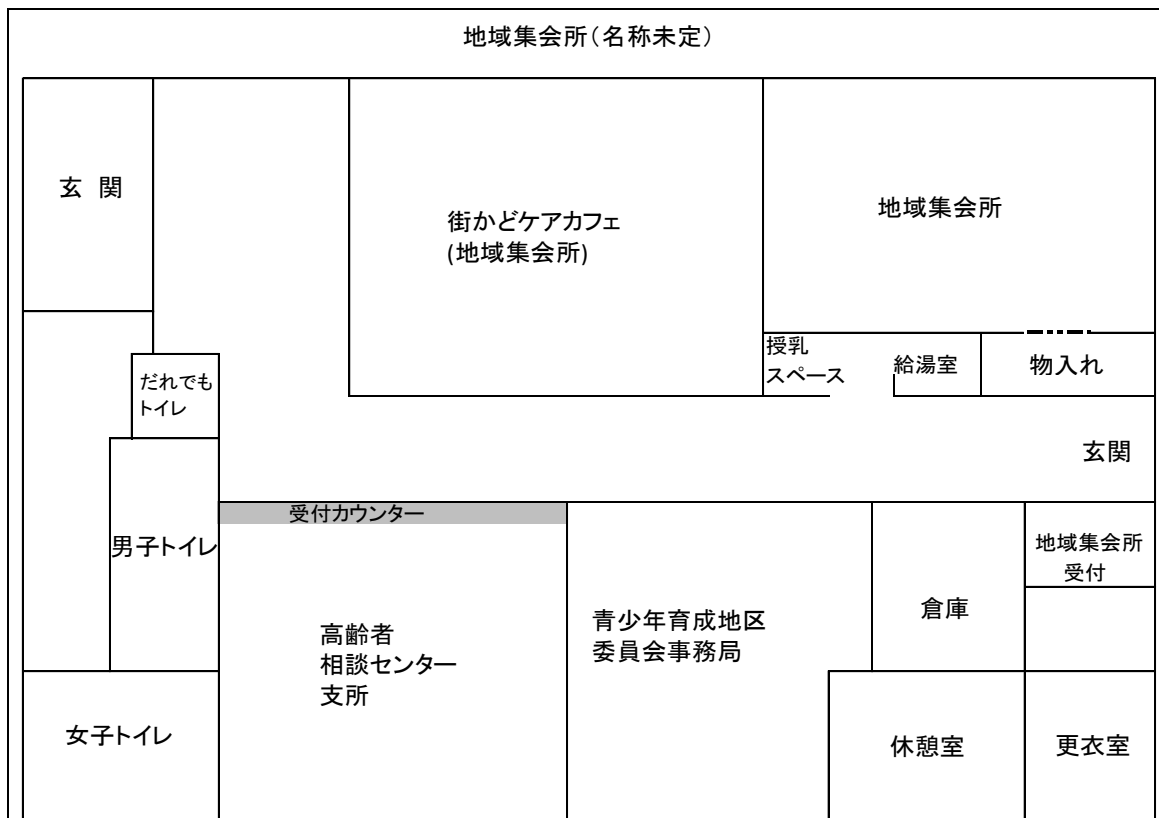 地域集会所(名称未定)
玄 関
街かどケアカフェ
(地域集会所)
地域集会所
授乳
スペース
給湯室
物入れ
だれでも
トイレ
玄関
受付カウンター
男子トイレ
地域集会所
受付
高齢者
相談センター
支所
青少年育成地区
委員会事務局
倉庫
女子トイレ
休憩室
更衣室